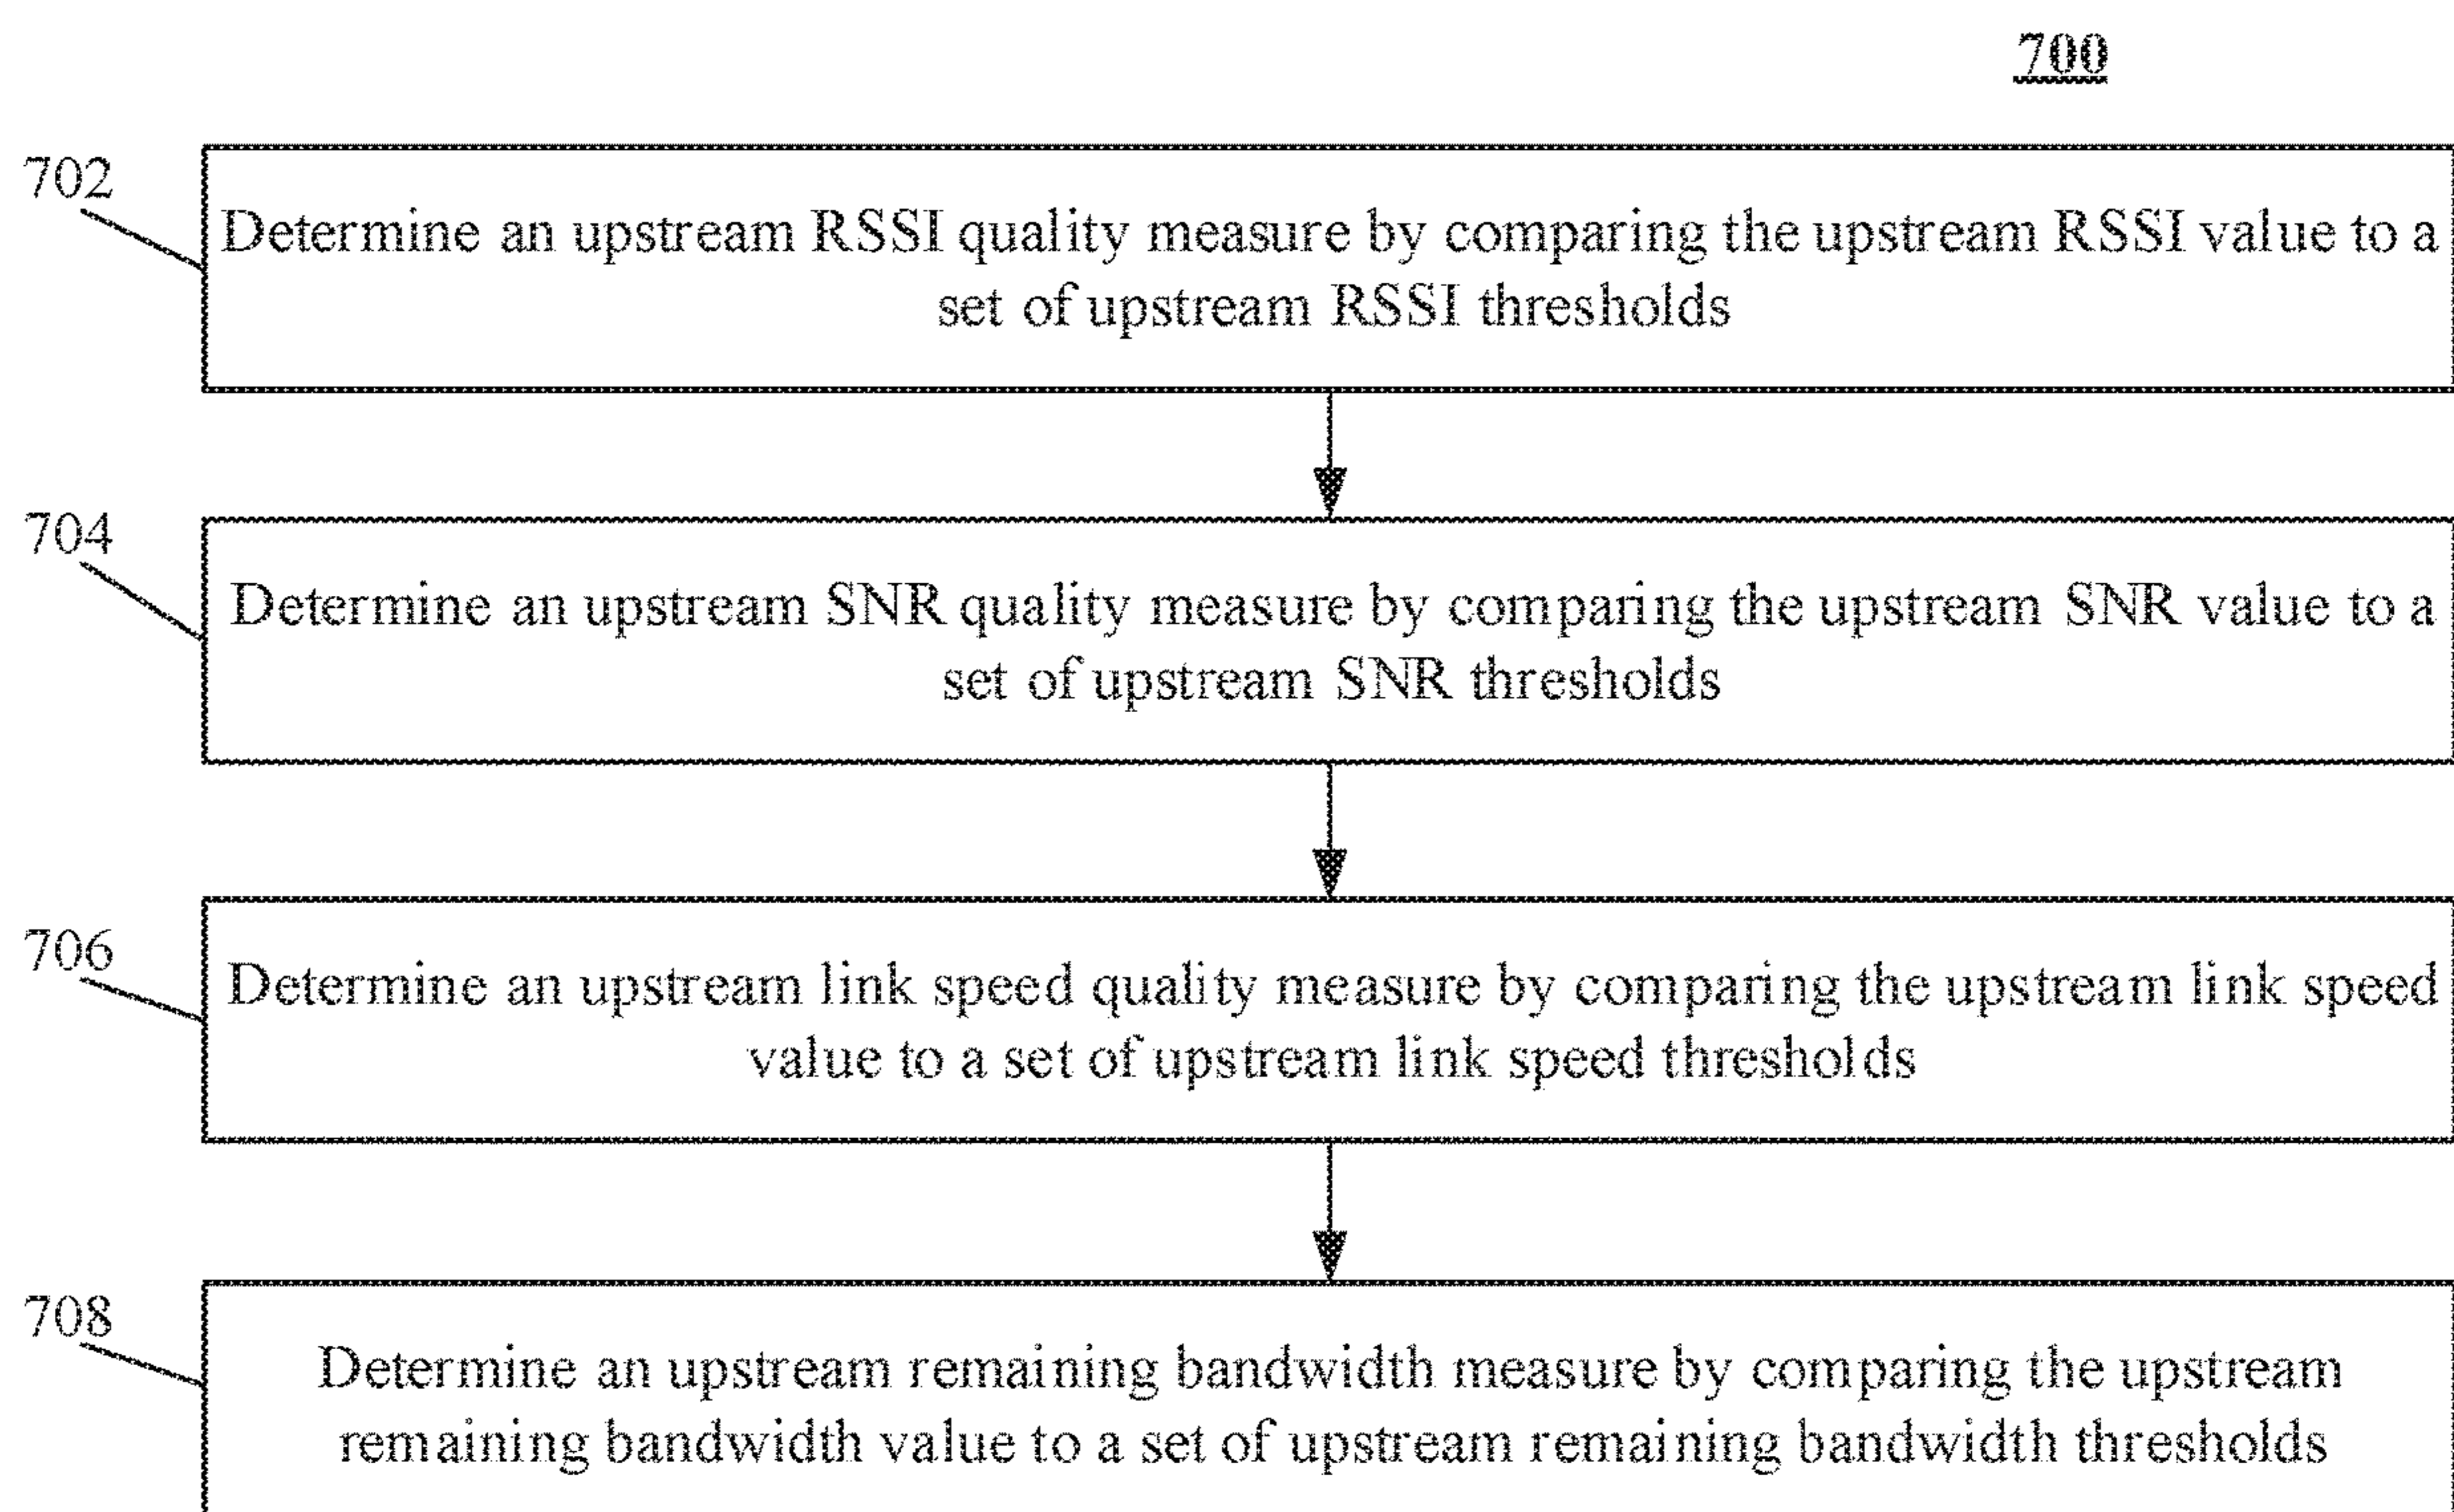 700
702
Determine an upstream RSSI quality measure by comparing the upstream RSSI value to a
set of upstream RSSI thresholds
704
Determine an upstream SNR quality measure by comparing the upstream SNR value to a
set of upstream SNR thresholds
706
Determine an upstream link speed quality measure by comparing the upstream link speed
value to a set of upstream link speed thresholds
708
Determine an upstream remaining bandwidth measure by comparing the upstream
remaining bandwidth value to a set of upstream remaining bandwidth thresholds